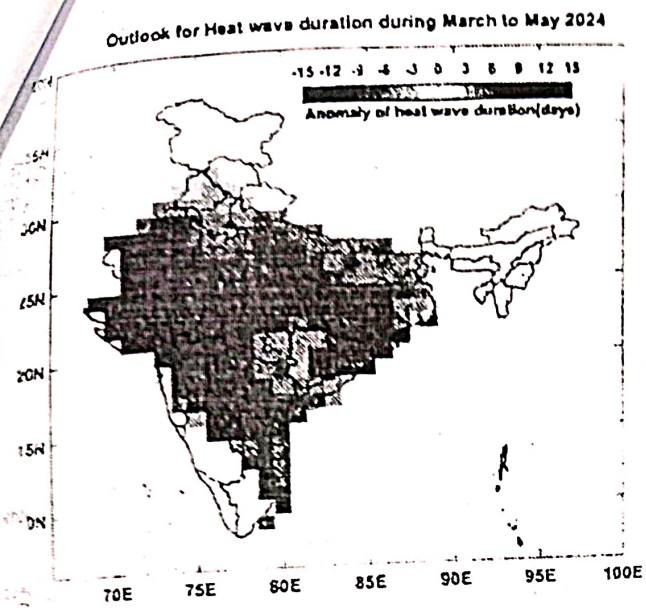 Outlook for Heat wave duration during March to May 2024
-15 -12 -9 -6 -3 0 3 6 9 12 15
Anomaly of heat wave duration(days)
30N
25N
20N
15N
70E 75E 80E 85E 90E 95E 100E